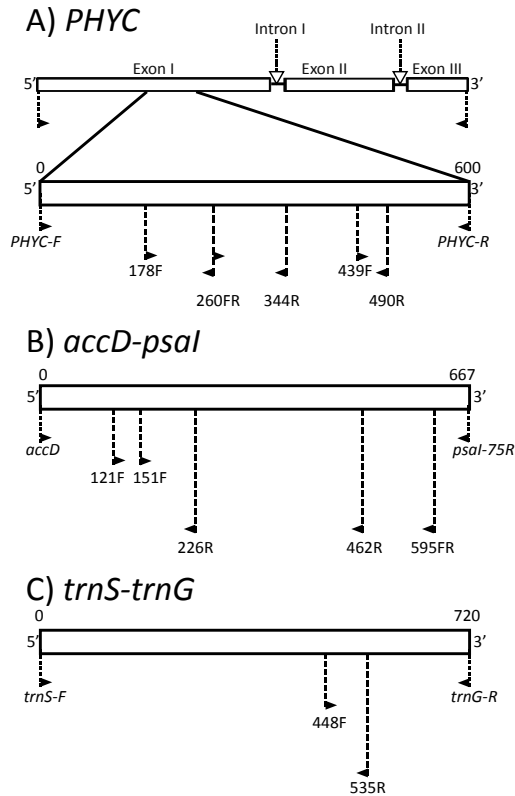 A) PHYC
Intron I Intron II
Exon I Exon II Exon III
5' 3'
0 600
5' 3'
PHYC-F PHYC-R
178F 439F
260FR 344R 490R
B) accD-psaI
0 667
5' 3'
accD psaI-75R
121F 151F
226R 462R 595FR
C) trnS-trnG
0 720
5' 3'
trnS-F trnG-R
448F
535R